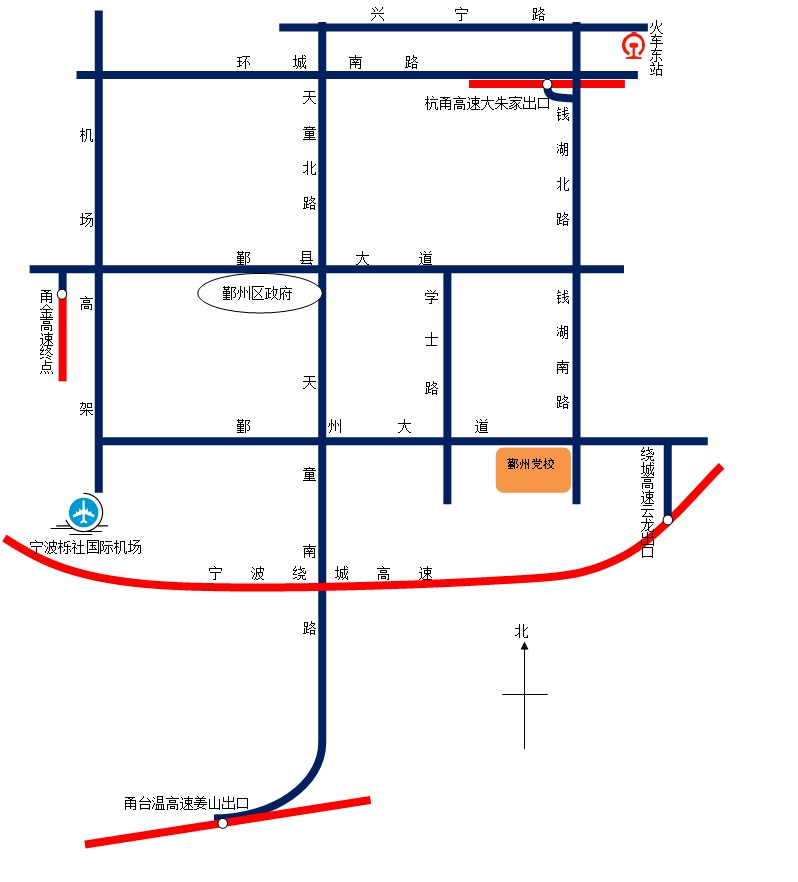 兴宁路
火车东站
环城南路
杭甬高速大朱家出口
天童北路
钱湖北路
机场高架
鄞县大道
鄞州区政府
甬金高速终点
学士路
钱湖南路
天童南路
鄞州大道
鄞州党校
绕城高速云龙出口
宁波栎社国际机场
宁波绕城高速
北
甬台温高速姜山出口